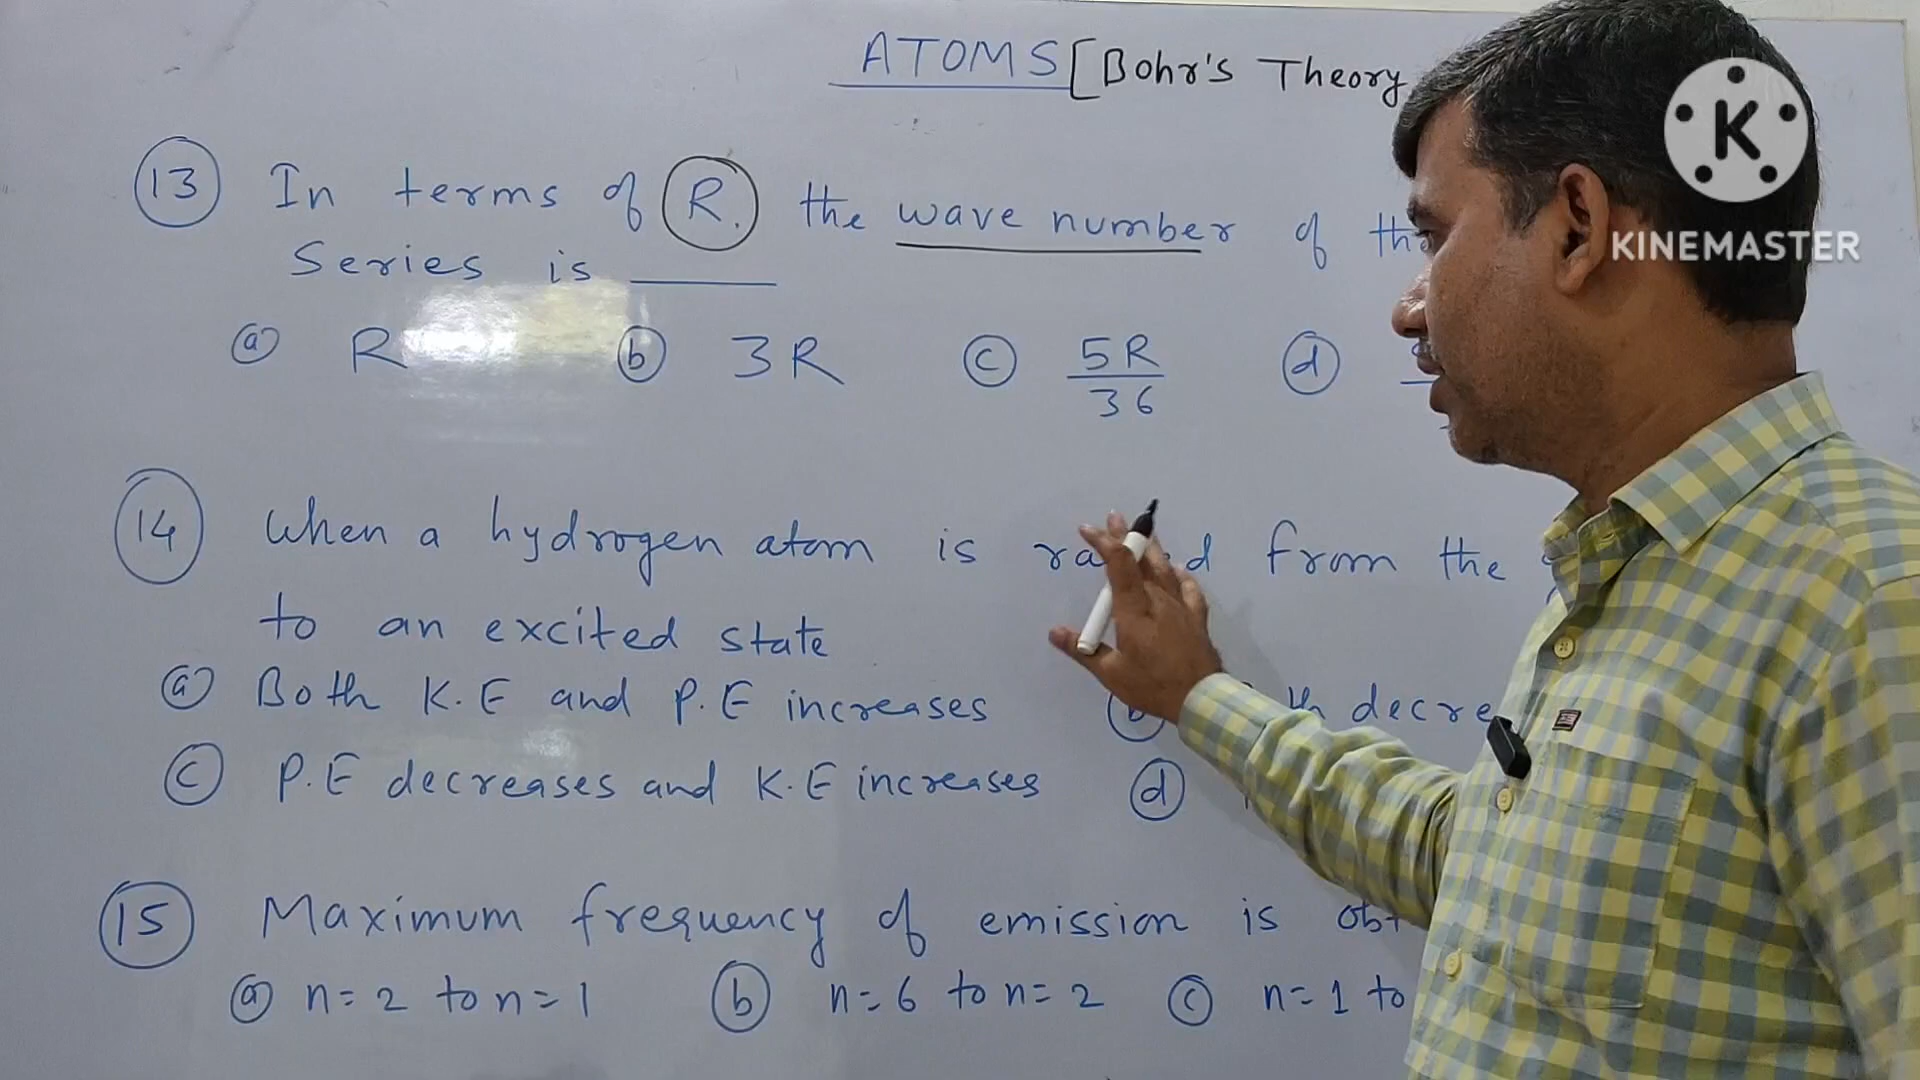 ATOMS [Bohr's Theory
K
KINEMASTER
13 In terms of R. the wave number of the
Series is ______
a R b 3R c 5R/36 d
14 When a hydrogen atom is from the
to an excited state
a Both K.E and P.E increases b
c P.E decreases and K.E increases d
15 Maximum frequency of emission is
a n=2 to n=1 b n=6 to n=2 c n=1 to